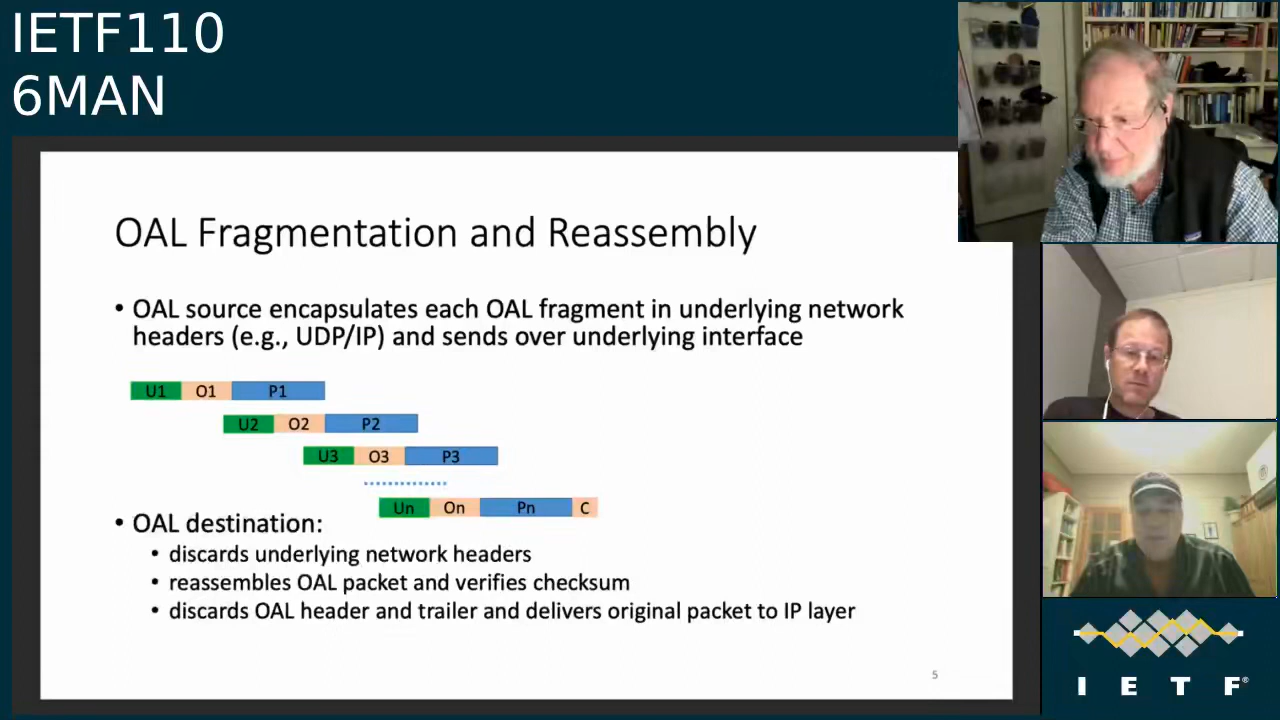 IETF110
6MAN
OAL Fragmentation and Reassembly
• OAL source encapsulates each OAL fragment in underlying network
headers (e.g., UDP/IP) and sends over underlying interface
U1 O1 P1
U2 O2 P2
U3 O3 P3
Un On Pn C
• OAL destination:
• discards underlying network headers
• reassembles OAL packet and verifies checksum
• discards OAL header and trailer and delivers original packet to IP layer
5
I E T F®